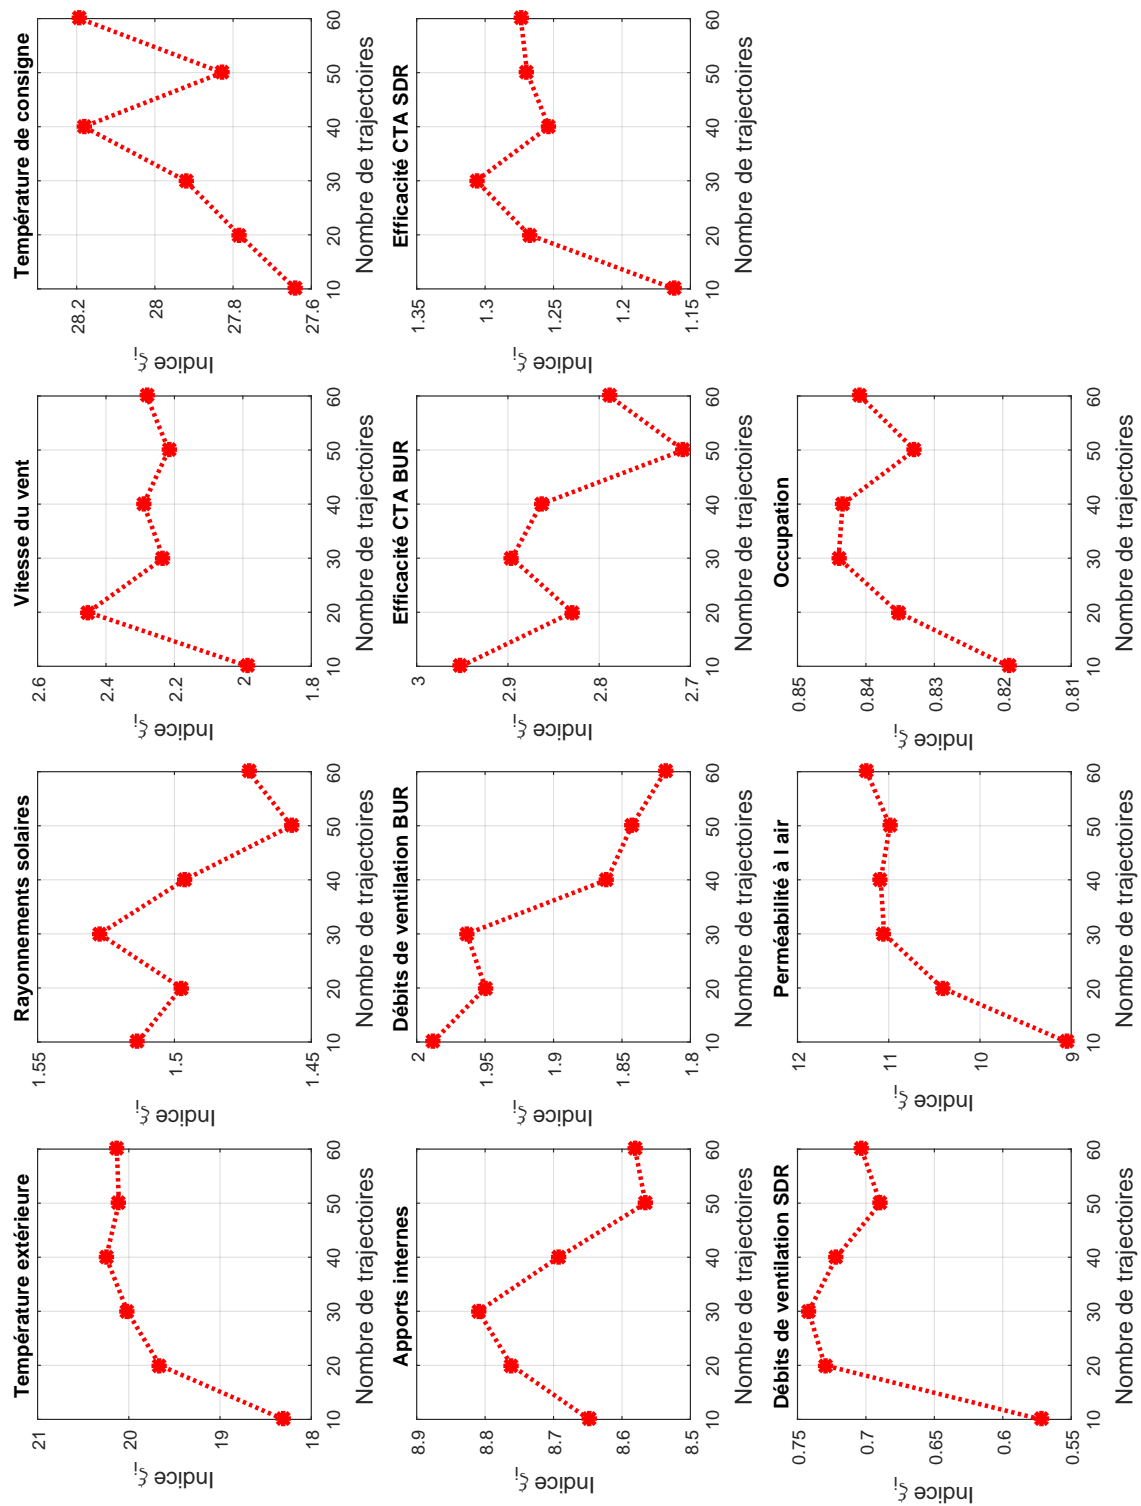 Température extérieure
21
20
19
18
10 20 30 40 50 60
Indice ξi
Nombre de trajectoires
Rayonnements solaires
1.55
1.5
1.45
10 20 30 40 50 60
Indice ξi
Nombre de trajectoires
Vitesse du vent
2.6
2.4
2.2
2
1.8
10 20 30 40 50 60
Indice ξi
Nombre de trajectoires
Température de consigne
28.2
28
27.8
27.6
10 20 30 40 50 60
Indice ξi
Nombre de trajectoires
Apports internes
8.9
8.8
8.7
8.6
8.5
10 20 30 40 50 60
Indice ξi
Nombre de trajectoires
Débits de ventilation BUR
2
1.95
1.9
1.85
1.8
10 20 30 40 50 60
Indice ξi
Nombre de trajectoires
Efficacité CTA BUR
3
2.9
2.8
2.7
10 20 30 40 50 60
Indice ξi
Nombre de trajectoires
Efficacité CTA SDR
1.35
1.3
1.25
1.2
1.15
10 20 30 40 50 60
Indice ξi
Nombre de trajectoires
Débits de ventilation SDR
0.75
0.7
0.65
0.6
0.55
10 20 30 40 50 60
Indice ξi
Nombre de trajectoires
Perméabilité à l air
12
11
10
9
10 20 30 40 50 60
Indice ξi
Nombre de trajectoires
Occupation
0.85
0.84
0.83
0.82
0.81
10 20 30 40 50 60
Indice ξi
Nombre de trajectoires